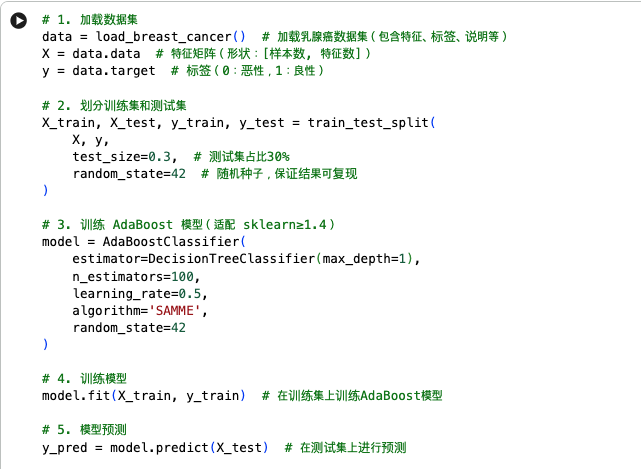 # 1. 加载数据集
data = load_breast_cancer()  # 加载乳腺癌数据集（包含特征、标签、说明等）
X = data.data  # 特征矩阵（形状：[样本数, 特征数]）
y = data.target  # 标签（0：恶性，1：良性）

# 2. 划分训练集和测试集
X_train, X_test, y_train, y_test = train_test_split(
    X, y,
    test_size=0.3,  # 测试集占比30%
    random_state=42  # 随机种子，保证结果可复现
)

# 3. 训练 AdaBoost 模型（适配 sklearn≥1.4）
model = AdaBoostClassifier(
    estimator=DecisionTreeClassifier(max_depth=1),
    n_estimators=100,
    learning_rate=0.5,
    algorithm='SAMME',
    random_state=42
)

# 4. 训练模型
model.fit(X_train, y_train)  # 在训练集上训练AdaBoost模型

# 5. 模型预测
y_pred = model.predict(X_test)  # 在测试集上进行预测